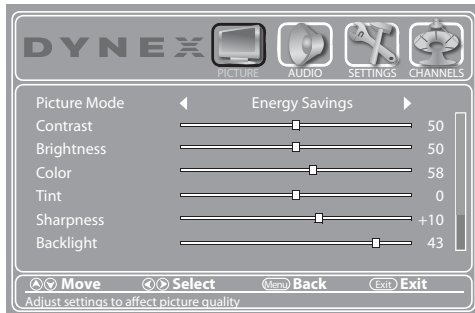 DYNEX
PICTURE AUDIO SETTINGS CHANNELS
Picture Mode Energy Savings
Contrast 50
Brightness 50
Color 58
Tint 0
Sharpness +10
Backlight 43
Move Select Menu Back Exit Exit
Adjust settings to affect picture quality